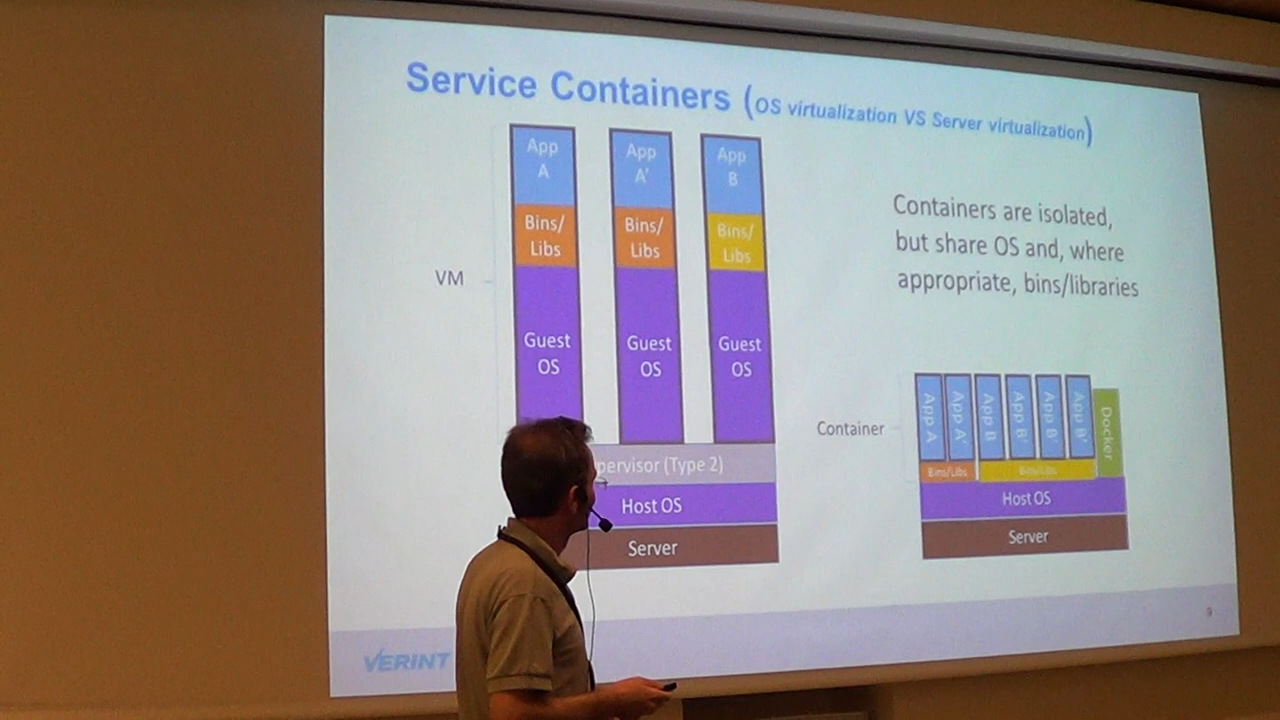 Service Containers (OS virtualization VS Server virtualization)
App
A
App
A'
App
B
Bins/
Libs
Bins/
Libs
Bins/
Libs
VM
Guest
OS
Guest
OS
Guest
OS
pervisor (Type 2)
Host OS
Server
Containers are isolated,
but share OS and, where
appropriate, bins/libraries
Container
App A
App A'
App B
App B'
App B'
App B'
Docker
Bins/Libs
Bins/Libs
Host OS
Server
VERINT
9